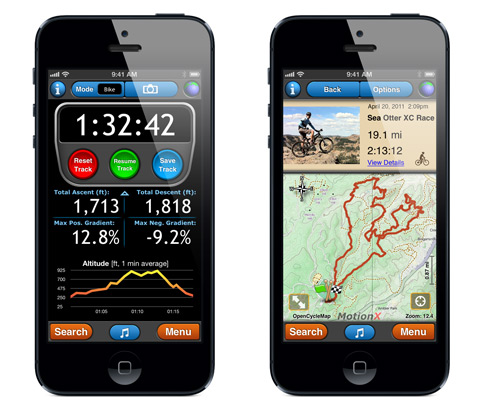 9:41 AM
Mode Bike
1:32:42
Reset
Track
Resume
Track
Save
Track
Total Ascent (ft):
1,713
Total Descent (ft):
1,818
Max Pos. Gradient:
12.8%
Max Neg. Gradient:
-9.2%
Altitude [ft, 1 min average]
925
700
475
250
01:05 01:10 01:15
Search Menu
9:41 AM
Back Options
April 20, 2011 2:09pm
Sea Otter XC Race
19.1 mi
2:13:12
View Details
0.87 mi
OpenCycleMap MotionX Zoom: 12.4
Search Menu